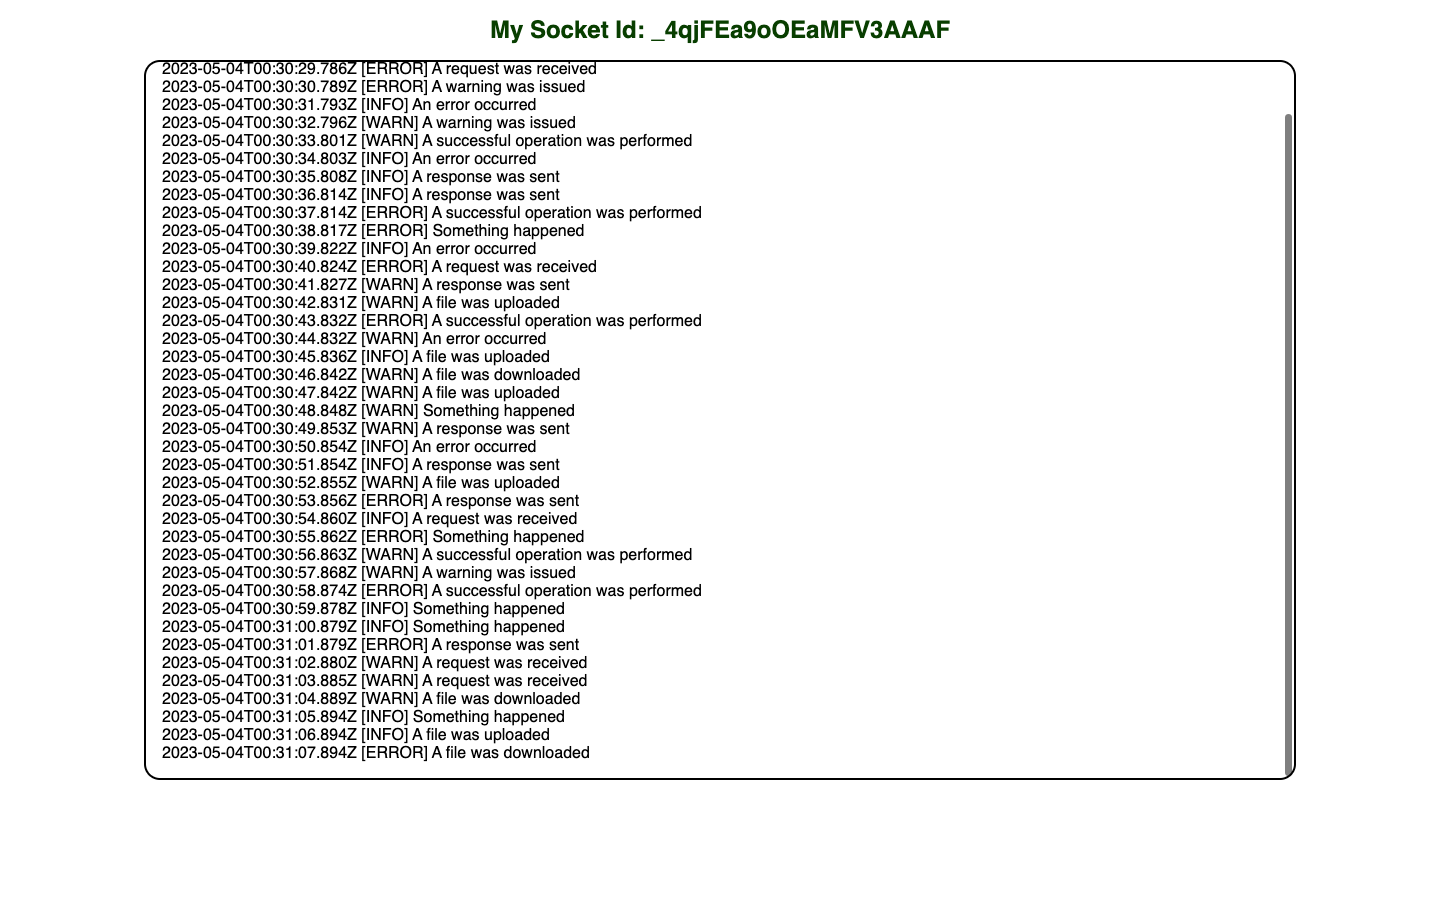 My Socket Id: _4qjFEa9oOEaMFV3AAAF
2023-05-04T00:30:29.786Z [ERROR] A request was received
2023-05-04T00:30:30.789Z [ERROR] A warning was issued
2023-05-04T00:30:31.793Z [INFO] An error occurred
2023-05-04T00:30:32.796Z [WARN] A warning was issued
2023-05-04T00:30:33.801Z [WARN] A successful operation was performed
2023-05-04T00:30:34.803Z [INFO] An error occurred
2023-05-04T00:30:35.808Z [INFO] A response was sent
2023-05-04T00:30:36.814Z [INFO] A response was sent
2023-05-04T00:30:37.814Z [ERROR] A successful operation was performed
2023-05-04T00:30:38.817Z [ERROR] Something happened
2023-05-04T00:30:39.822Z [INFO] An error occurred
2023-05-04T00:30:40.824Z [ERROR] A request was received
2023-05-04T00:30:41.827Z [WARN] A response was sent
2023-05-04T00:30:42.831Z [WARN] A file was uploaded
2023-05-04T00:30:43.832Z [ERROR] A successful operation was performed
2023-05-04T00:30:44.832Z [WARN] An error occurred
2023-05-04T00:30:45.836Z [INFO] A file was uploaded
2023-05-04T00:30:46.842Z [WARN] A file was downloaded
2023-05-04T00:30:47.842Z [WARN] A file was uploaded
2023-05-04T00:30:48.848Z [WARN] Something happened
2023-05-04T00:30:49.853Z [WARN] A response was sent
2023-05-04T00:30:50.854Z [INFO] An error occurred
2023-05-04T00:30:51.854Z [INFO] A response was sent
2023-05-04T00:30:52.855Z [WARN] A file was uploaded
2023-05-04T00:30:53.856Z [ERROR] A response was sent
2023-05-04T00:30:54.860Z [INFO] A request was received
2023-05-04T00:30:55.862Z [ERROR] Something happened
2023-05-04T00:30:56.863Z [WARN] A successful operation was performed
2023-05-04T00:30:57.868Z [WARN] A warning was issued
2023-05-04T00:30:58.874Z [ERROR] A successful operation was performed
2023-05-04T00:30:59.878Z [INFO] Something happened
2023-05-04T00:31:00.879Z [INFO] Something happened
2023-05-04T00:31:01.879Z [ERROR] A response was sent
2023-05-04T00:31:02.880Z [WARN] A request was received
2023-05-04T00:31:03.885Z [WARN] A request was received
2023-05-04T00:31:04.889Z [WARN] A file was downloaded
2023-05-04T00:31:05.894Z [INFO] Something happened
2023-05-04T00:31:06.894Z [INFO] A file was uploaded
2023-05-04T00:31:07.894Z [ERROR] A file was downloaded